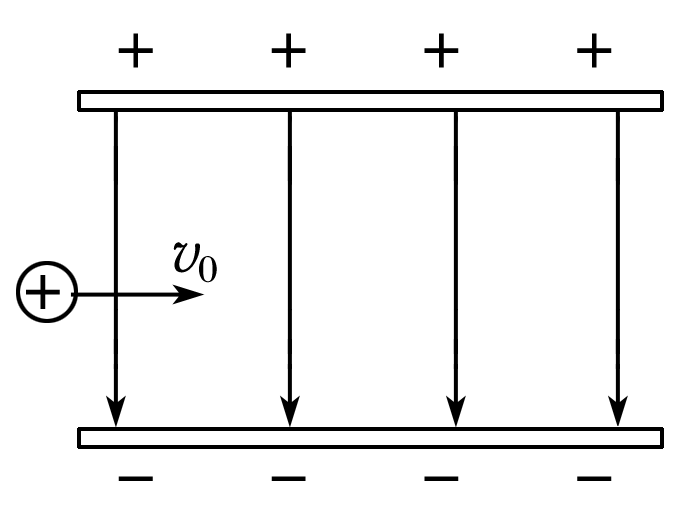 + + + +
v₀
+
− − − −